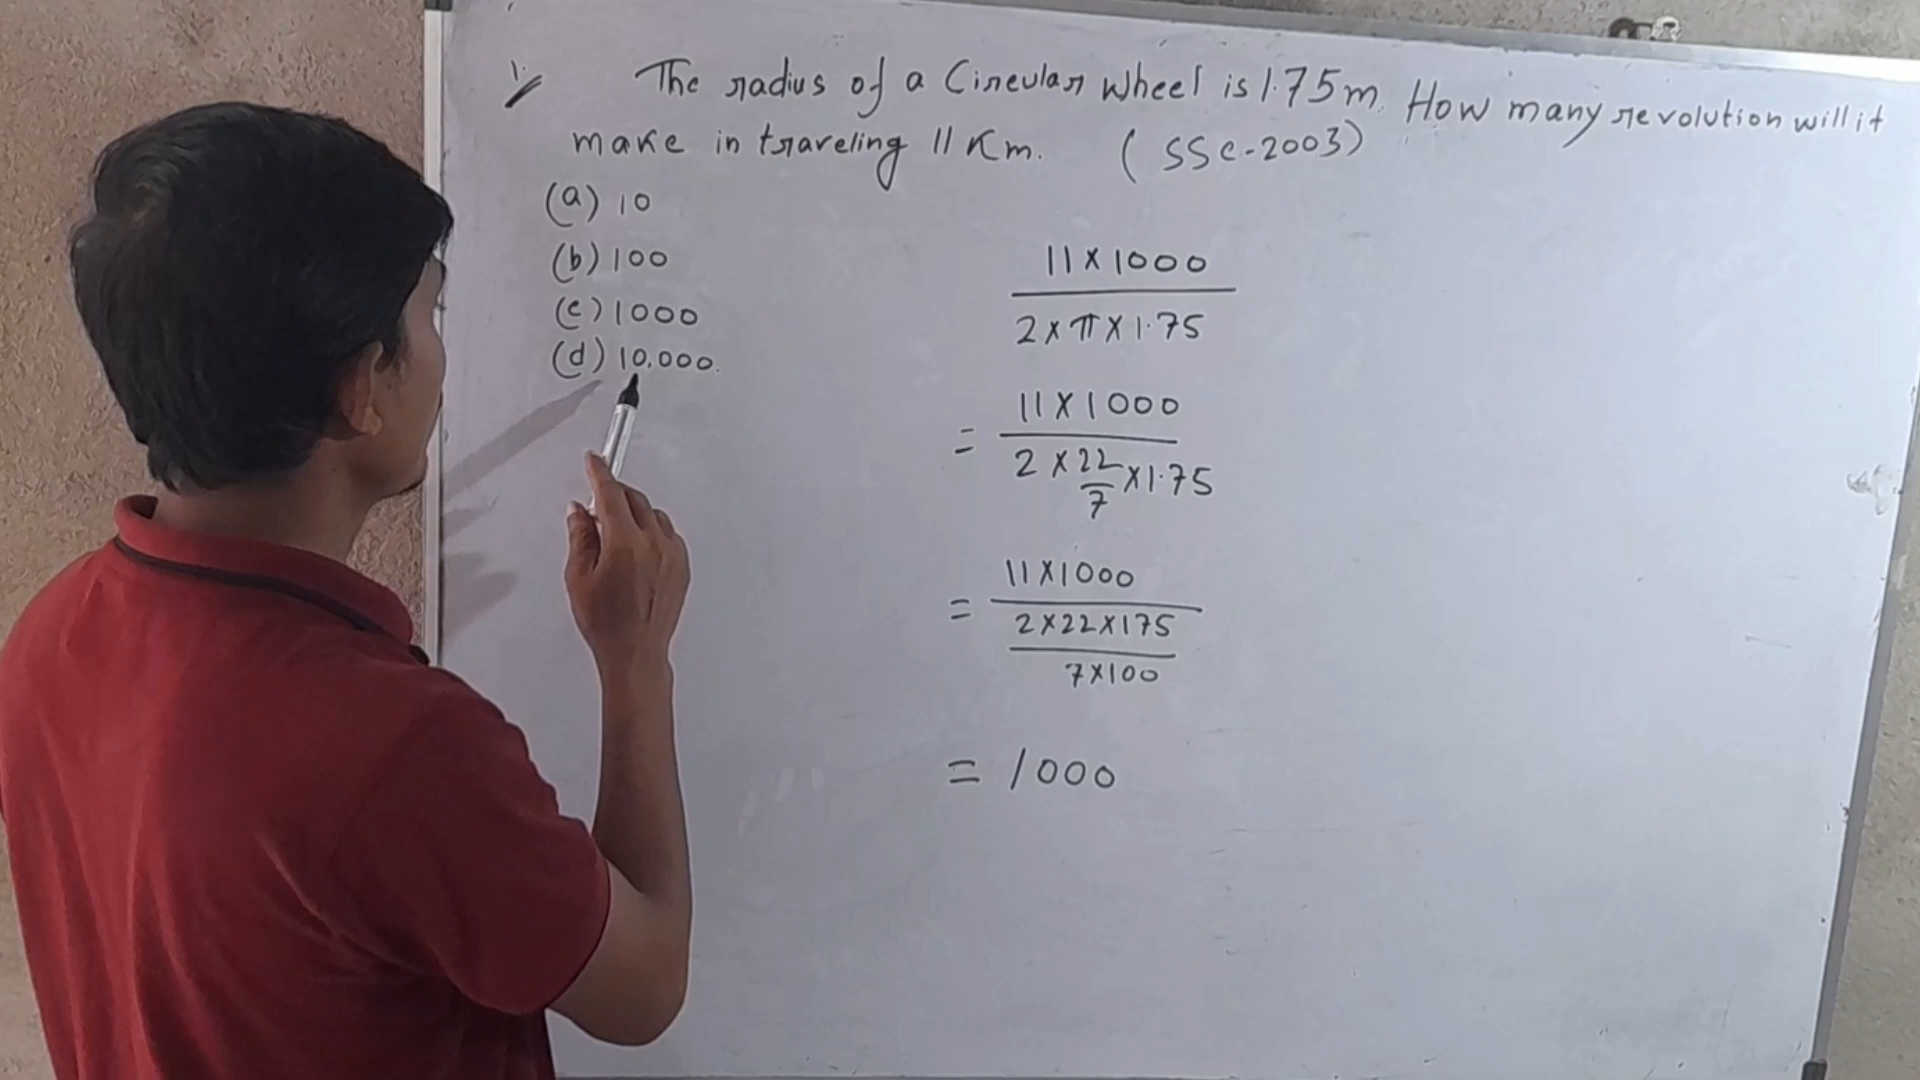 1. The radius of a Circular Wheel is 1.75m. How many revolution will it
make in traveling 11 Km. (SSC-2003)
(a) 10
(b) 100
(c) 1000
(d) 10,000.
11 X 1000
2 x π X 1.75
= 11 X 1000
2 x 22/7 x 1.75
= 11 X 1000
2 X 22 X 175
7 X 100
= 1000